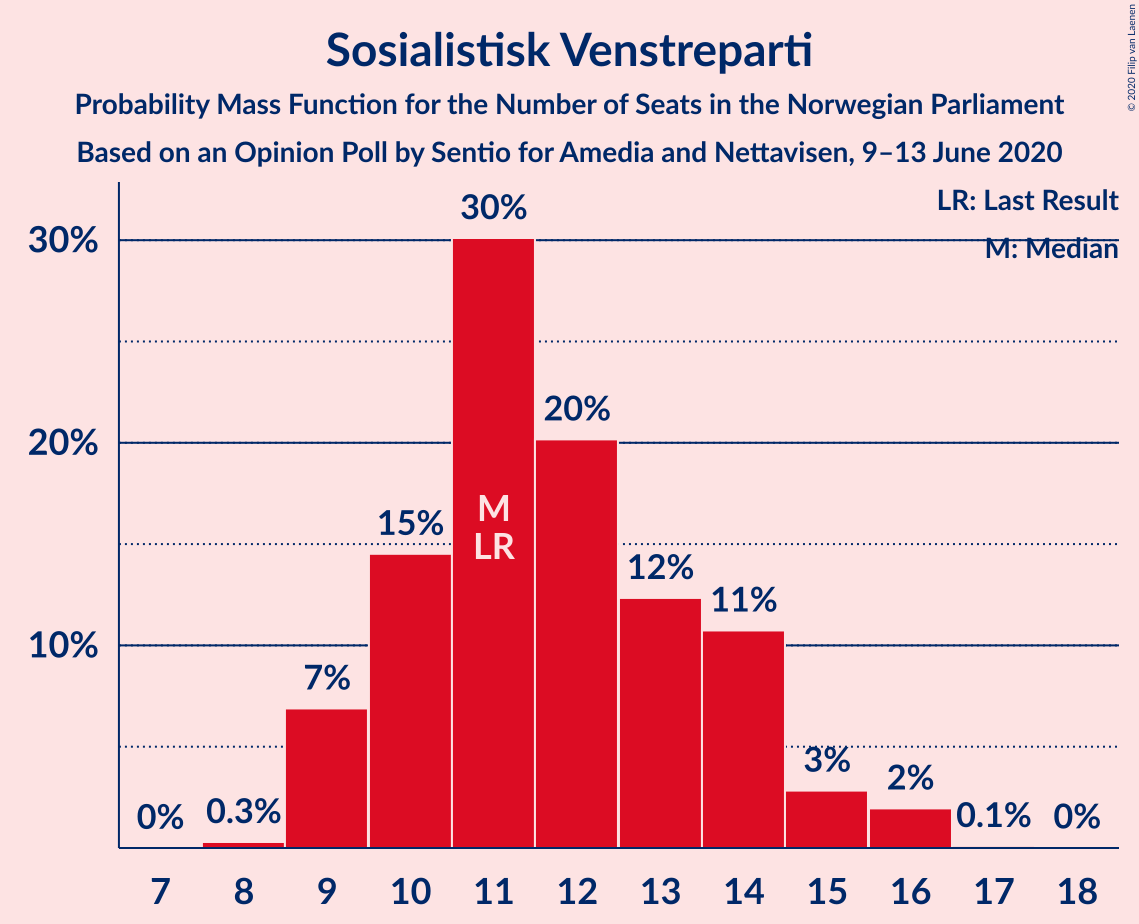 Sosialistisk Venstreparti
Probability Mass Function for the Number of Seats in the Norwegian Parliament
Based on an Opinion Poll by Sentio for Amedia and Nettavisen, 9–13 June 2020
© 2020 Filip van Laenen
LR: Last Result
M: Median
30%
20%
10%
0%
0.3%
7%
15%
30%
M
LR
20%
12%
11%
3%
2%
0.1%
0%
7 8 9 10 11 12 13 14 15 16 17 18